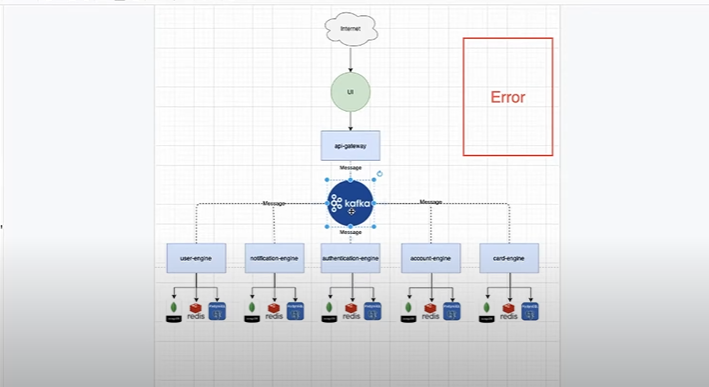 Internet
UI
Error
api-gateway
Message
kafka
Message
Message
Message
user-engine
notification-engine
authentication-engine
account-engine
card-engine
redis
redis
redis
redis
redis